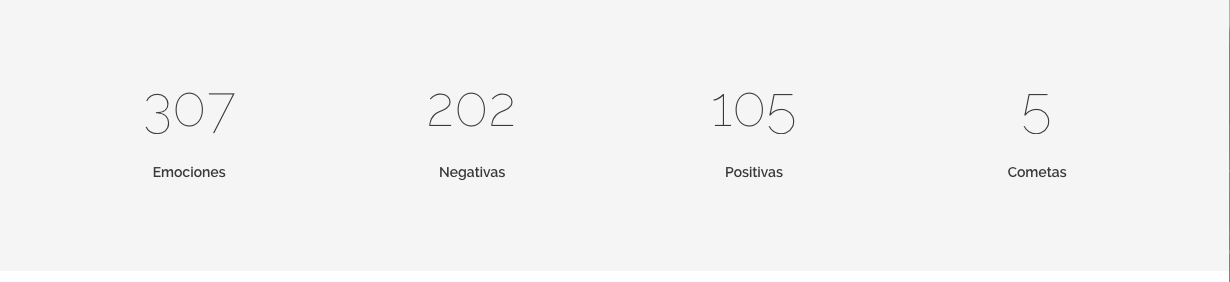 307 202 105 5
Emociones Negativas Positivas Cometas